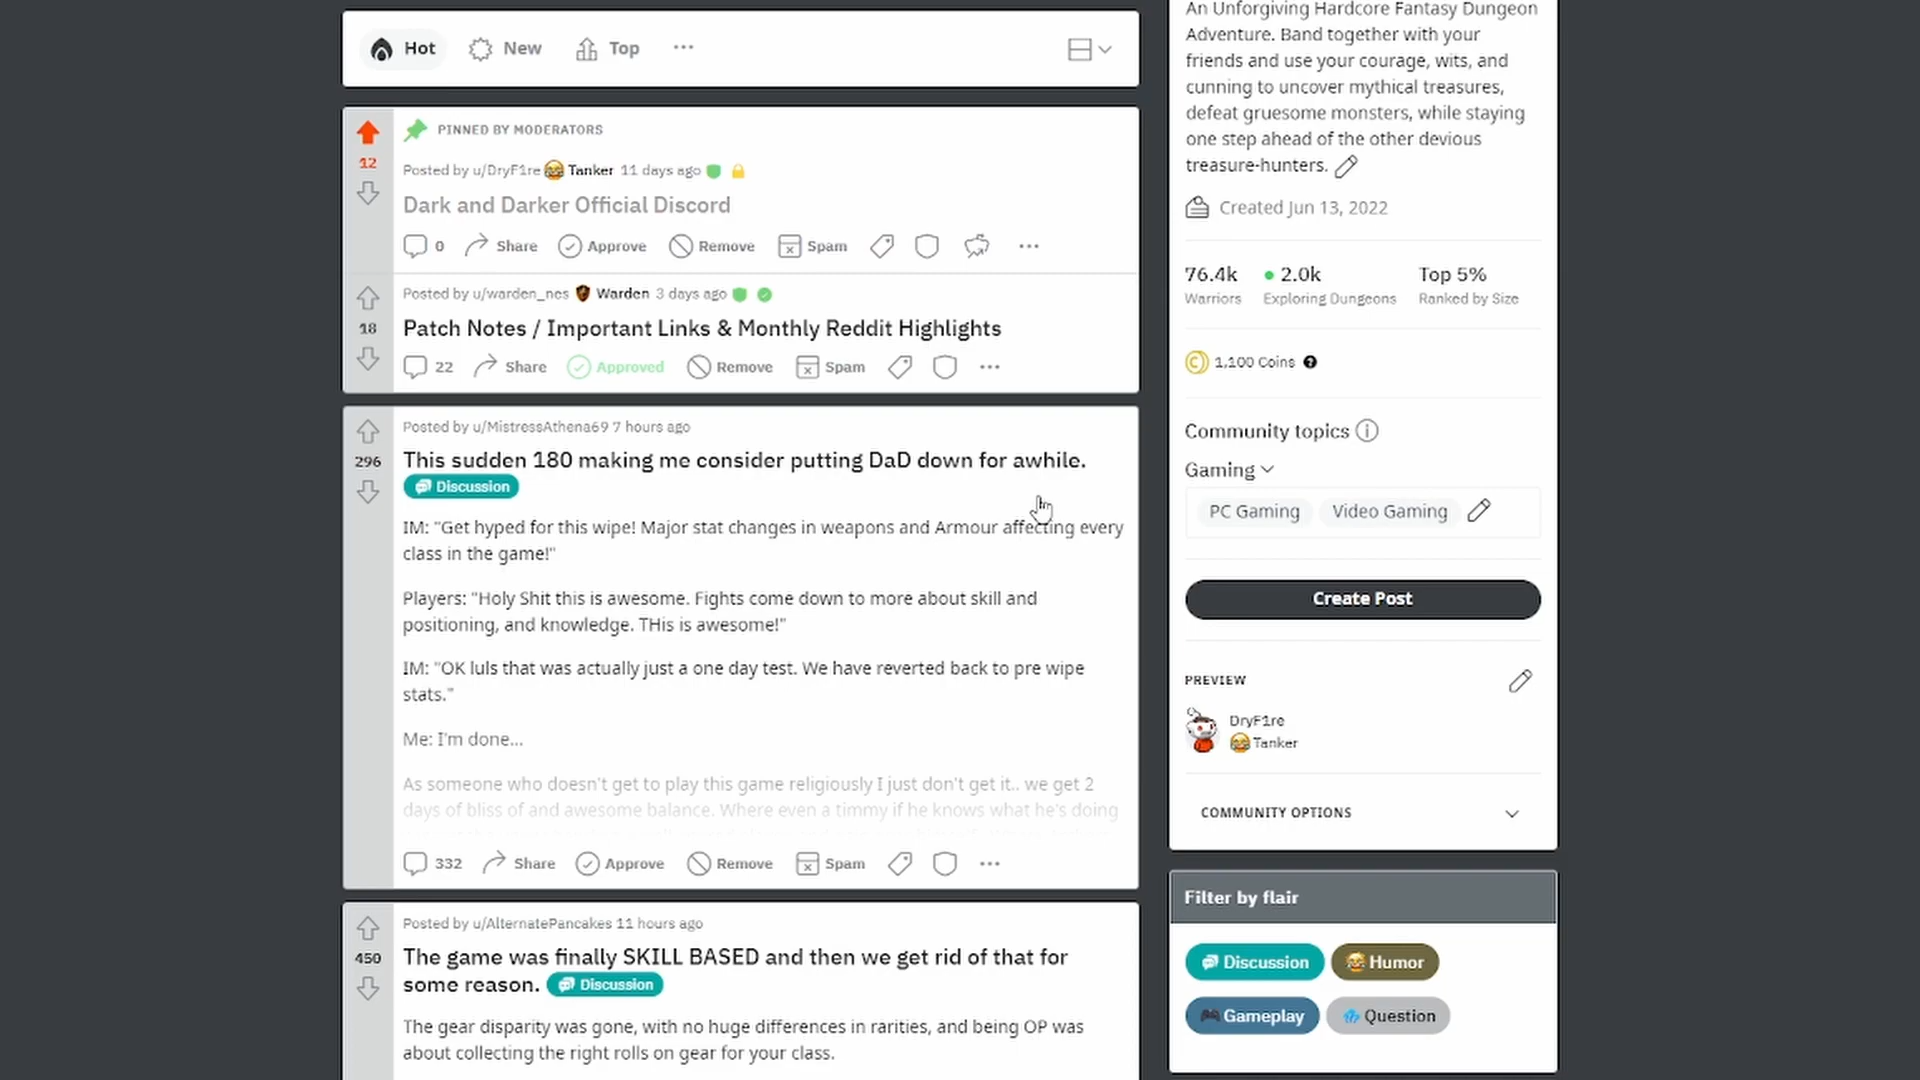 Hot New Top ...
PINNED BY MODERATORS
12
Posted by u/DryF1re Tanker 11 days ago
Dark and Darker Official Discord
0 Share Approve Remove Spam ...
Posted by u/warden_nes Warden 3 days ago
18
Patch Notes / Important Links & Monthly Reddit Highlights
22 Share Approved Remove Spam ...
Posted by u/MistressAthena69 7 hours ago
296
This sudden 180 making me consider putting DaD down for awhile.
Discussion
IM: "Get hyped for this wipe! Major stat changes in weapons and Armour affecting every
class in the game!"
Players: "Holy Shit this is awesome. Fights come down to more about skill and
positioning, and knowledge. THis is awesome!"
IM: "OK luls that was actually just a one day test. We have reverted back to pre wipe
stats."
Me: I'm done...
As someone who doesn't get to play this game religiously I just don't get it.. we get 2
days of bliss of and awesome balance. Where even a timmy if he knows what he's doing
332 Share Approve Remove Spam ...
Posted by u/AlternatePancakes 11 hours ago
450
The game was finally SKILL BASED and then we get rid of that for
some reason. Discussion
The gear disparity was gone, with no huge differences in rarities, and being OP was
about collecting the right rolls on gear for your class.
An Unforgiving Hardcore Fantasy Dungeon
Adventure. Band together with your
friends and use your courage, wits, and
cunning to uncover mythical treasures,
defeat gruesome monsters, while staying
one step ahead of the other devious
treasure-hunters.
Created Jun 13, 2022
76.4k 2.0k Top 5%
Warriors Exploring Dungeons Ranked by Size
1,100 Coins
Community topics
Gaming
PC Gaming Video Gaming
Create Post
PREVIEW
DryF1re
Tanker
COMMUNITY OPTIONS
Filter by flair
Discussion Humor
Gameplay Question